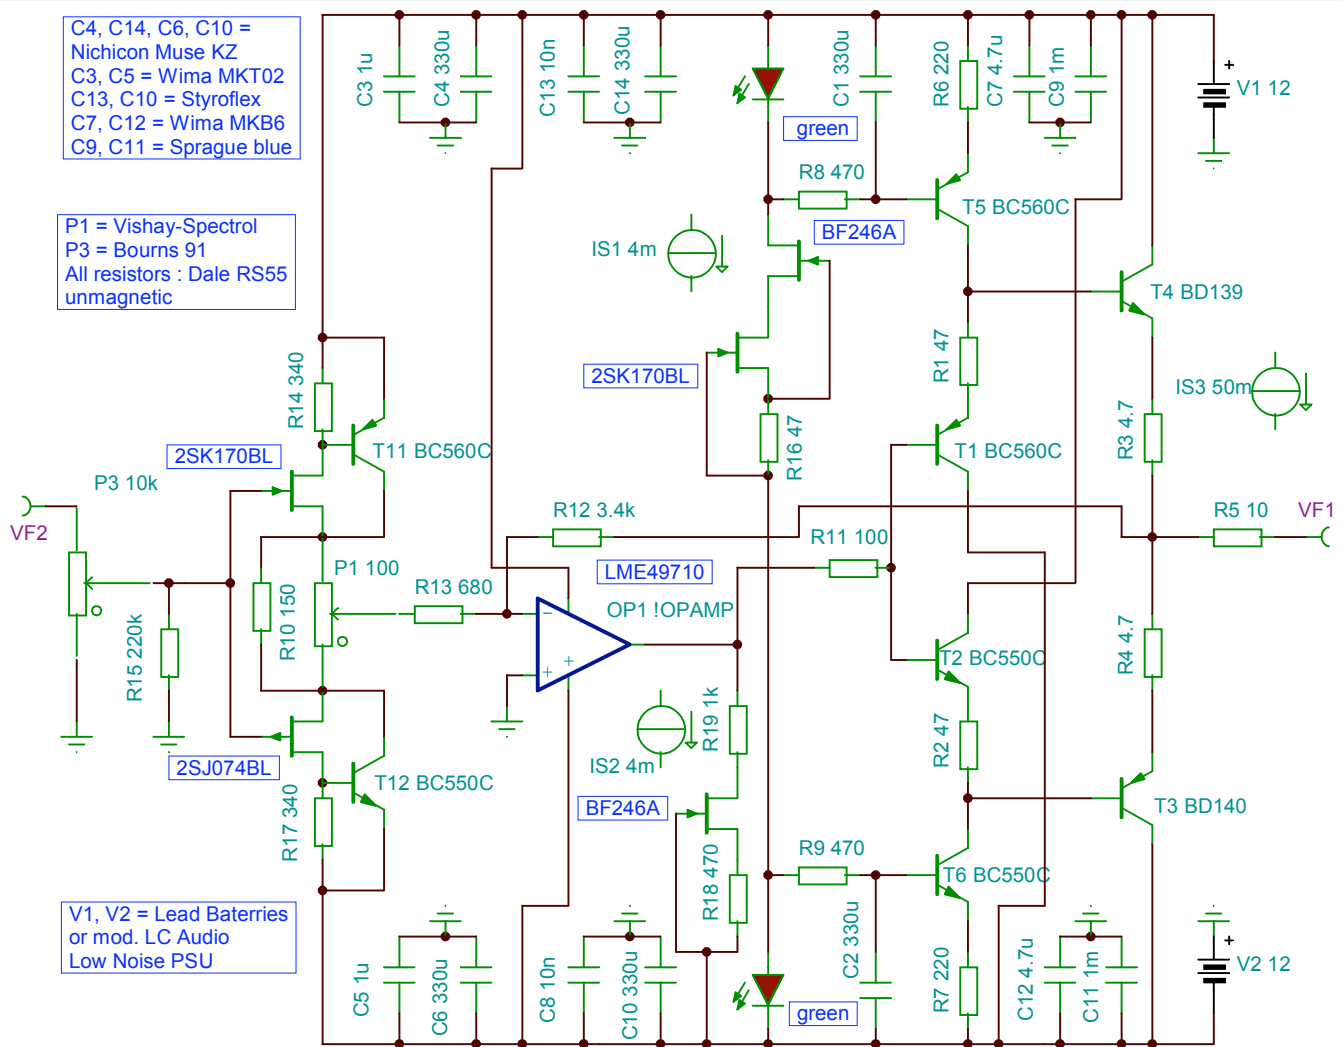 C4, C14, C6, C10 =
Nichicon Muse KZ
C3, C5 = Wima MKT02
C13, C10 = Styroflex
C7, C12 = Wima MKB6
C9, C11 = Sprague blue
P1 = Vishay-Spectrol
P3 = Bourns 91
All resistors : Dale RS55
unmagnetic
C3 1u
C4 330u
C13 10n
C14 330u
green
C1 330u
R6 220
C7 4.7u
C9 1m
+
V1 12
R8 470
T5 BC560C
BF246A
IS1 4m
T4 BD139
2SK170BL
R1 47
IS3 50m
R14 340
T11 BC560C
R16 47
T1 BC560C
R3 4.7
2SK170BL
P3 10k
VF2
R12 3.4k
R11 100
R5 10
VF1
P1 100
R13 680
LME49710
OP1 !OPAMP
R15 220k
R10 150
T2 BC550C
R4 4.7
2SJ074BL
T12 BC550C
R17 340
IS2 4m
R19 1k
R2 47
BF246A
T3 BD140
R18 470
R9 470
T6 BC550C
V1, V2 = Lead Baterries
or mod. LC Audio
Low Noise PSU
C5 1u
C6 330u
C8 10n
C10 330u
green
C2 330u
R7 220
C12 4.7u
C11 1m
+
V2 12